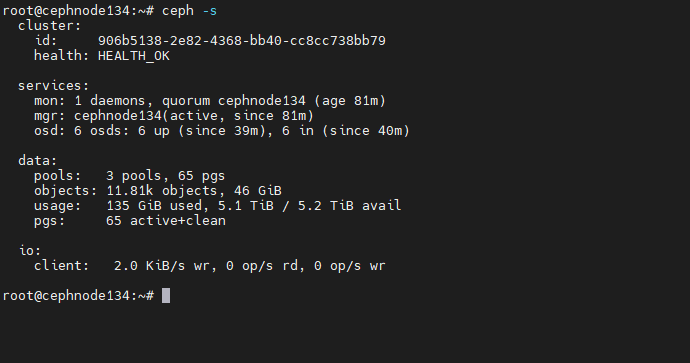 root@cephnode134:~# ceph -s
  cluster:
    id:     906b5138-2e82-4368-bb40-cc8cc738bb79
    health: HEALTH_OK

  services:
    mon: 1 daemons, quorum cephnode134 (age 81m)
    mgr: cephnode134(active, since 81m)
    osd: 6 osds: 6 up (since 39m), 6 in (since 40m)

  data:
    pools:   3 pools, 65 pgs
    objects: 11.81k objects, 46 GiB
    usage:   135 GiB used, 5.1 TiB / 5.2 TiB avail
    pgs:     65 active+clean

  io:
    client:   2.0 KiB/s wr, 0 op/s rd, 0 op/s wr

root@cephnode134:~#